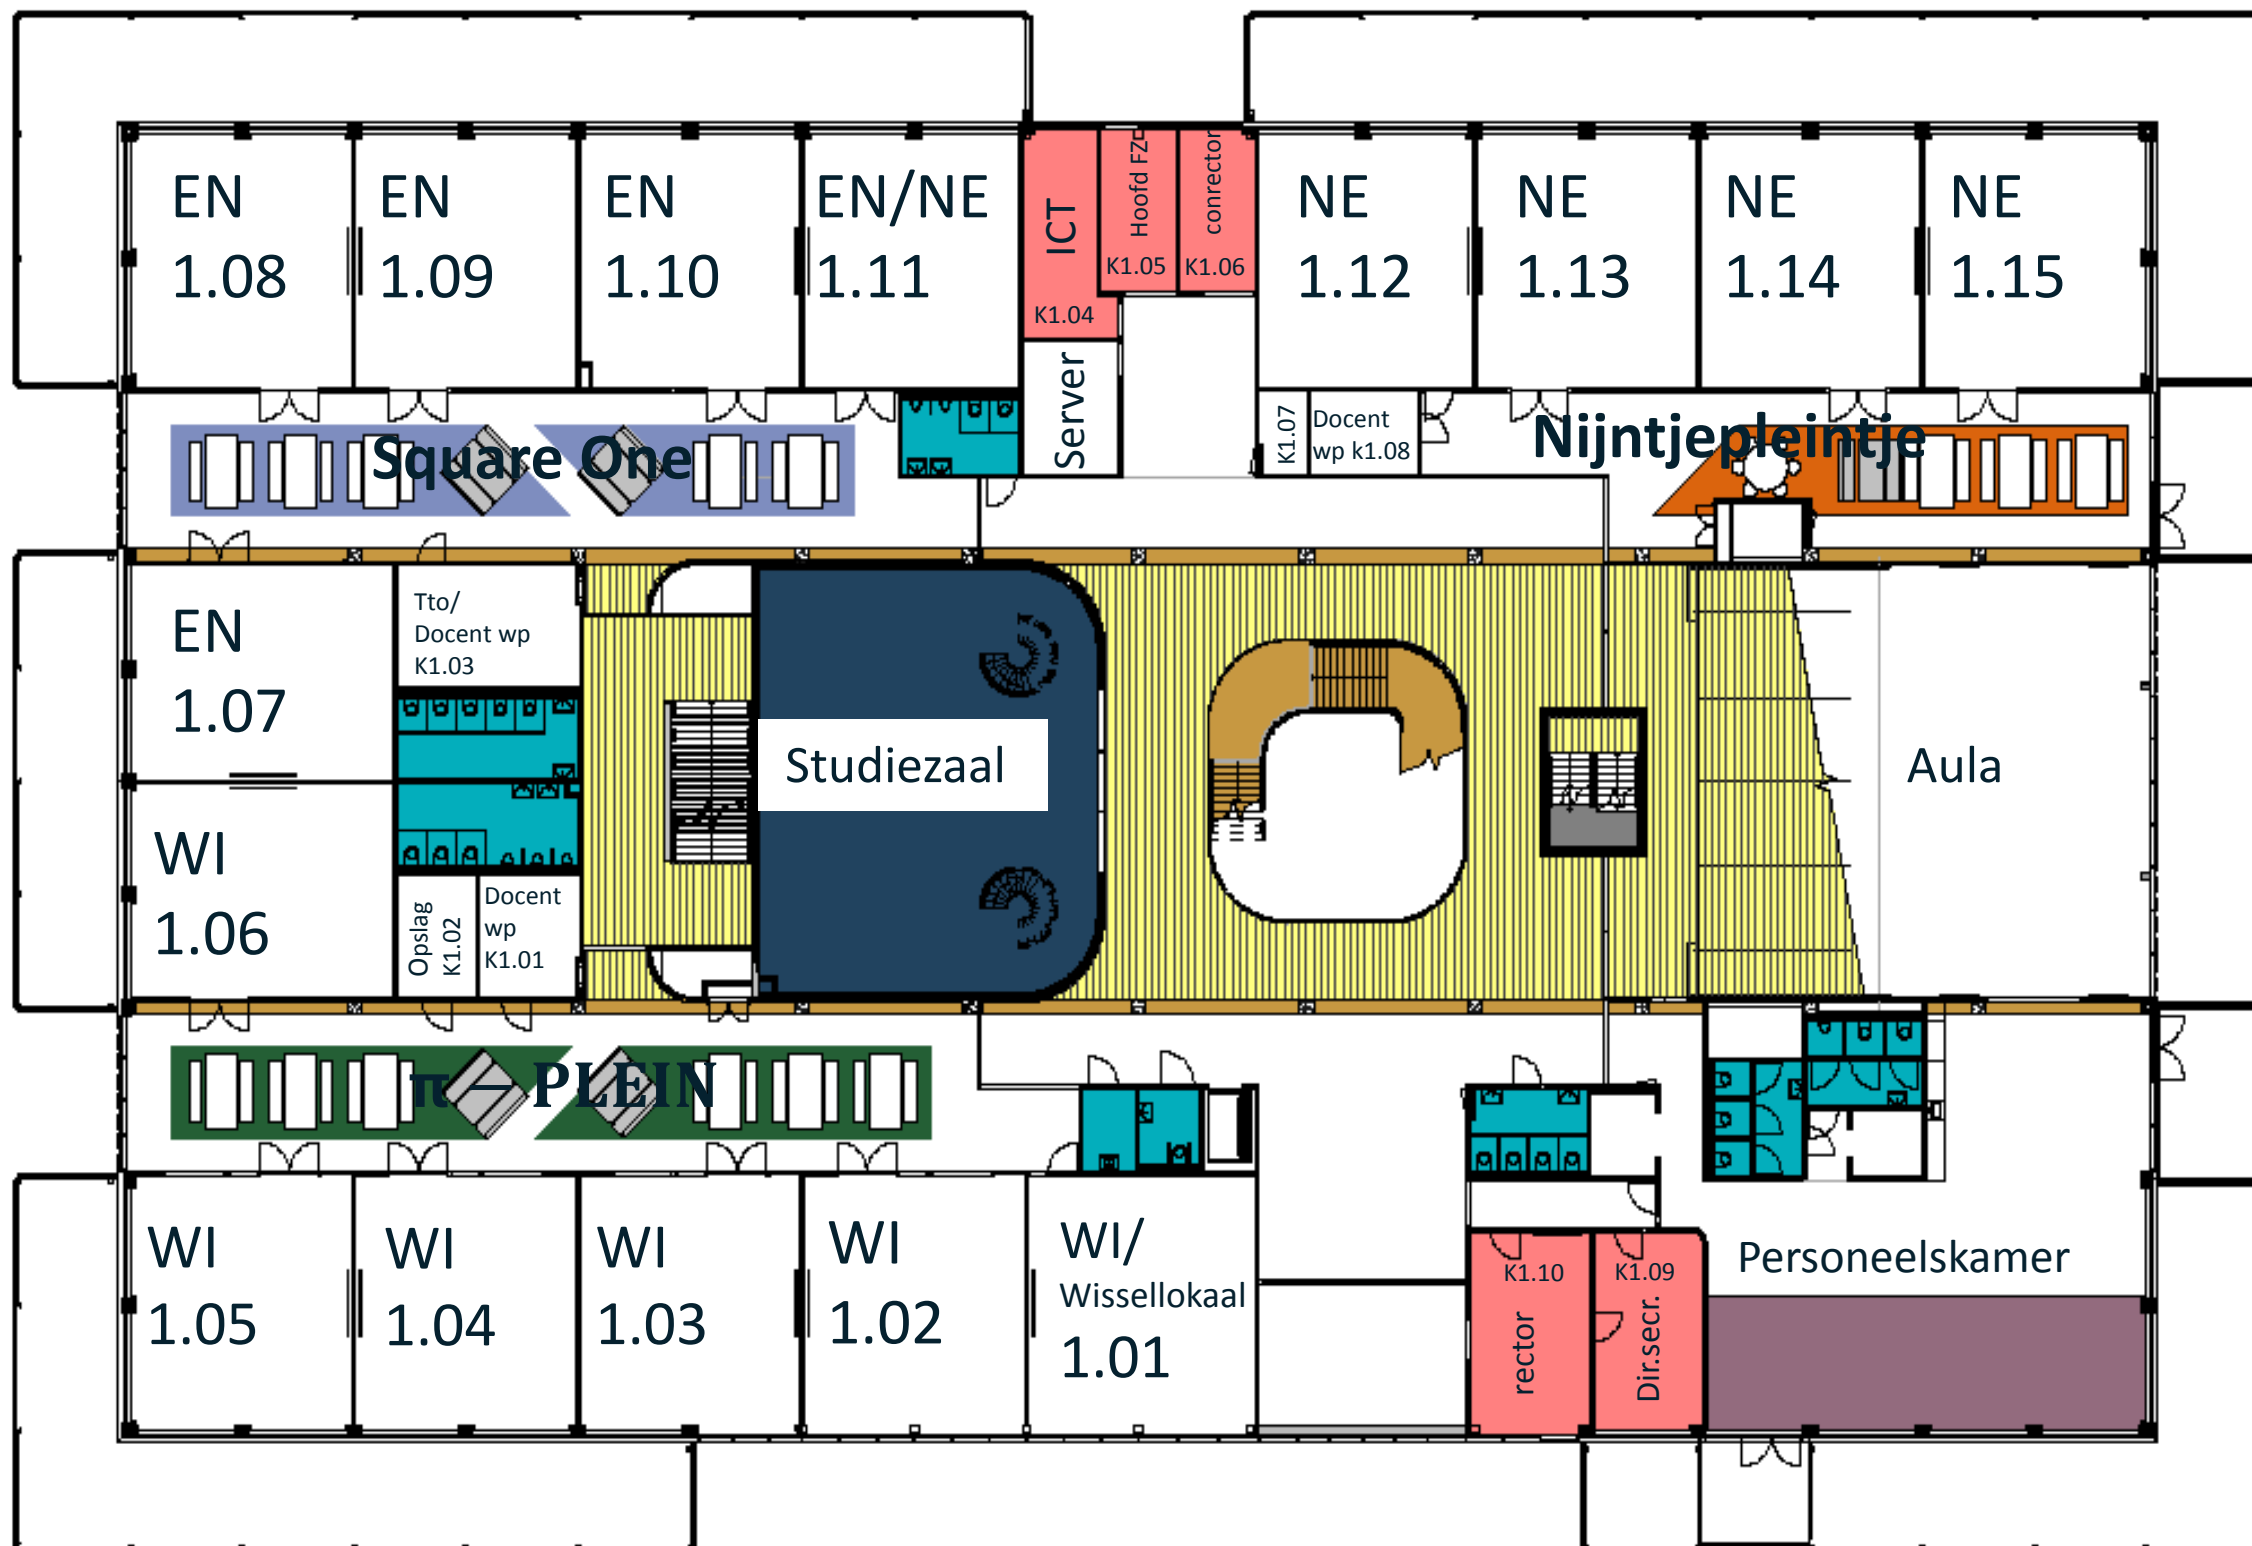 EN
1.08
EN
1.09
EN
1.10
EN/NE
1.11
ICT
K1.04
Hoofd FZ
K1.05
conrector
K1.06
NE
1.12
NE
1.13
NE
1.14
NE
1.15
Server
K1.07
Docent
wp k1.08
Square One
Nijntjepleintje
EN
1.07
Tto/
Docent wp
K1.03
Studiezaal
Aula
WI
1.06
Opslag
K1.02
Docent
wp
K1.01
π – PLEIN
WI
1.05
WI
1.04
WI
1.03
WI
1.02
WI/
Wissellokaal
1.01
K1.10
rector
K1.09
Dir.secr.
Personeelskamer